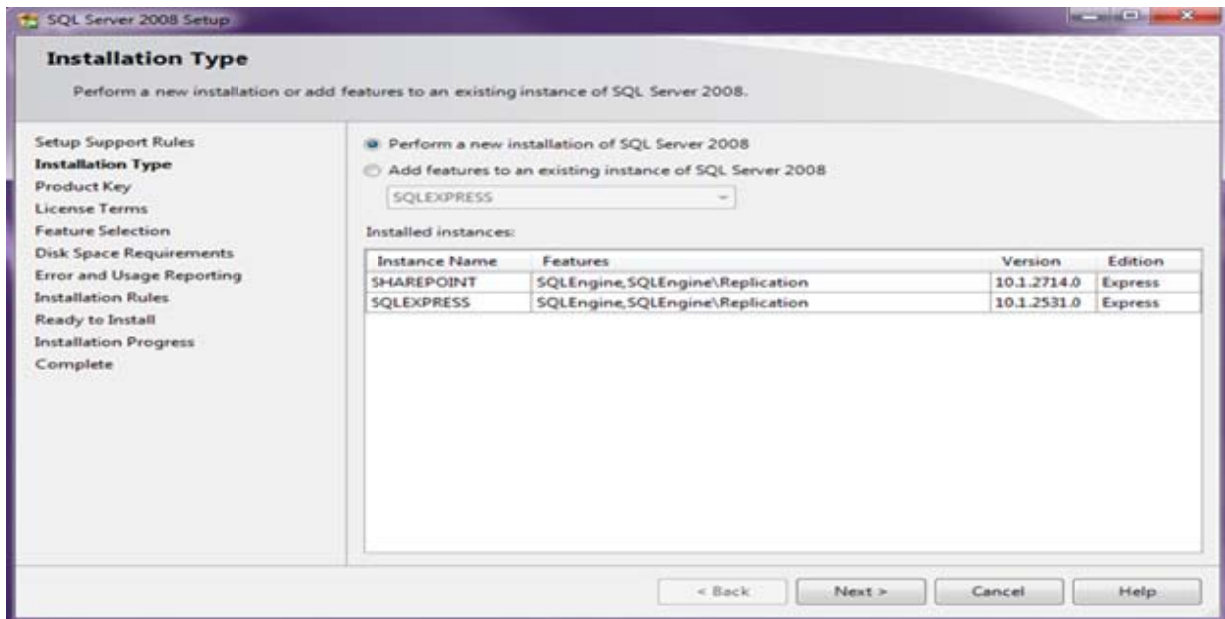 SQL Server 2008 Setup
Installation Type
Perform a new installation or add features to an existing instance of SQL Server 2008.
Setup Support Rules
Installation Type
Product Key
License Terms
Feature Selection
Disk Space Requirements
Error and Usage Reporting
Installation Rules
Ready to Install
Installation Progress
Complete
Perform a new installation of SQL Server 2008
Add features to an existing instance of SQL Server 2008
SQLEXPRESS
Installed instances:
Instance Name Features Version Edition
SHAREPOINT SQLEngine,SQLEngine\Replication 10.1.2714.0 Express
SQLEXPRESS SQLEngine,SQLEngine\Replication 10.1.2531.0 Express
< Back Next > Cancel Help